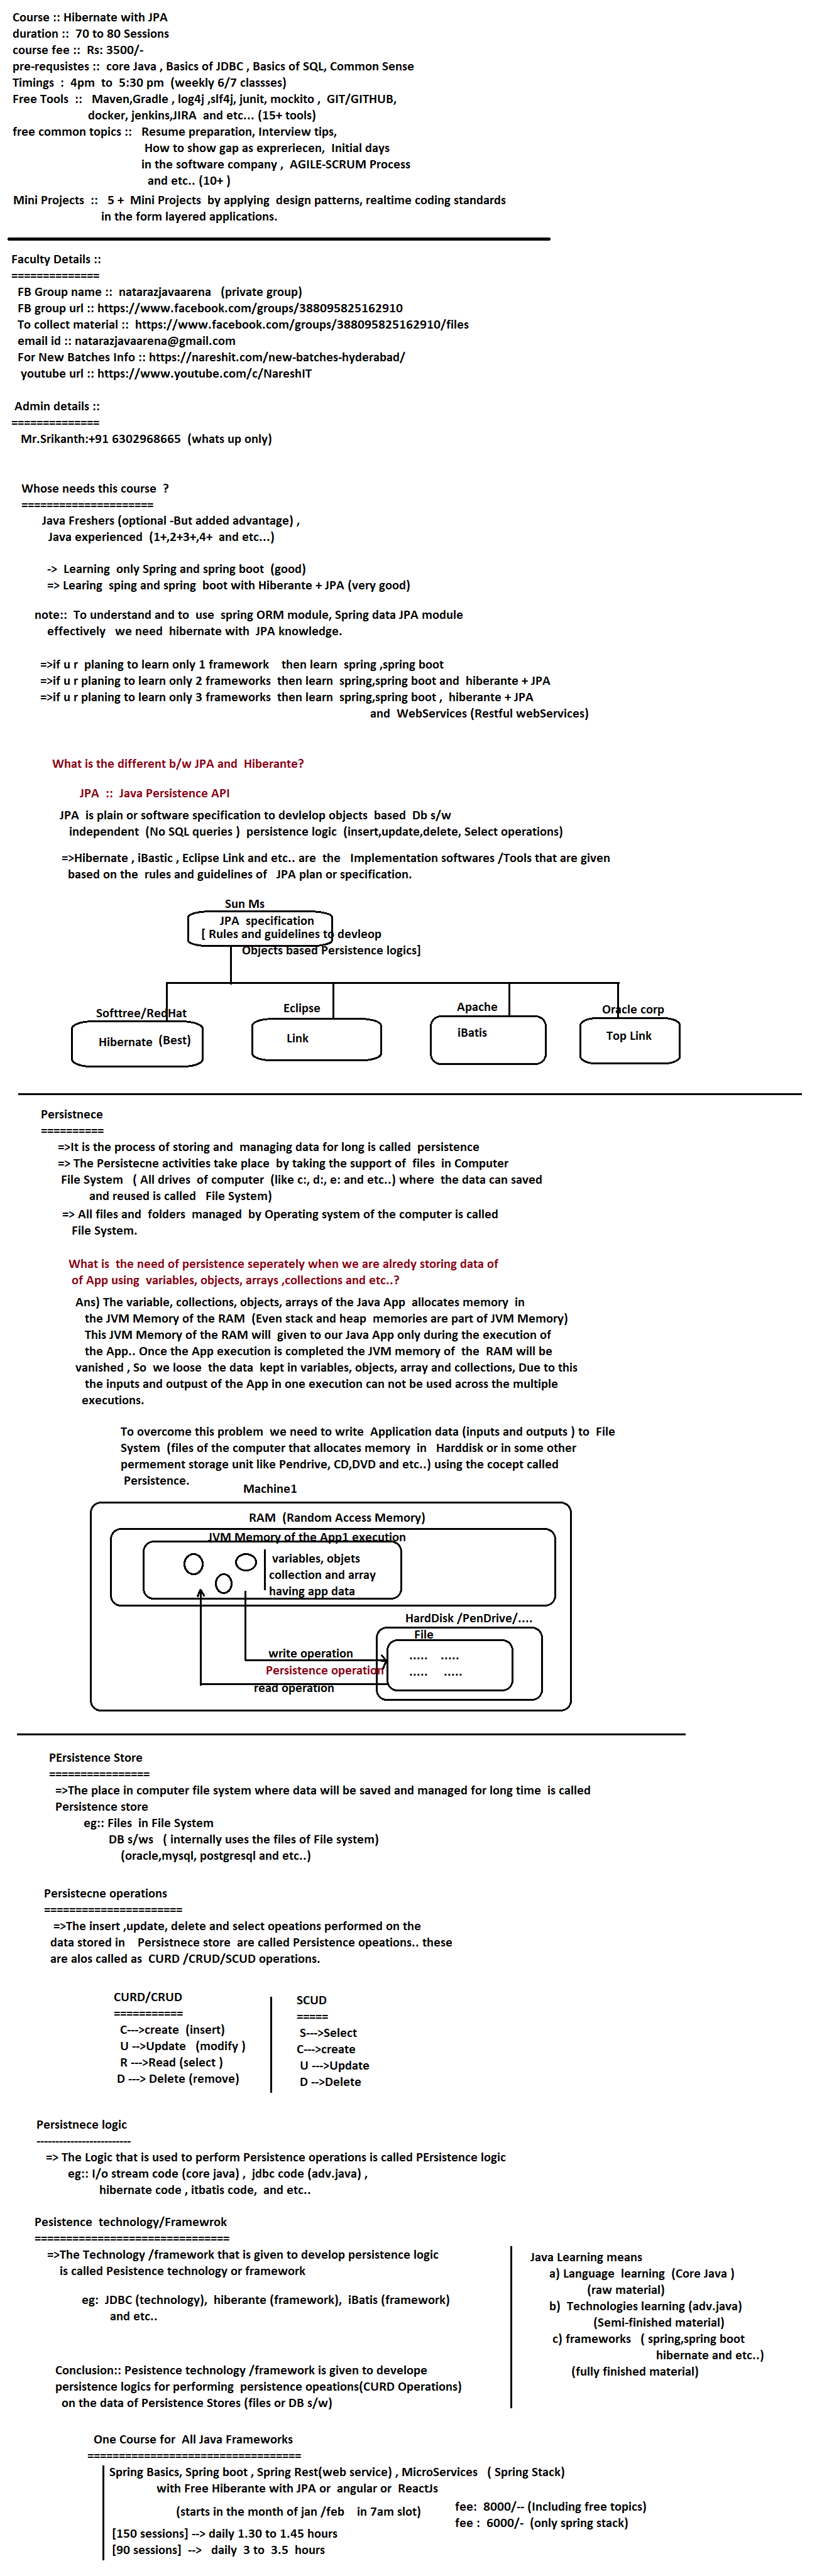 Course :: Hibernate with JPA
duration ::  70 to 80 Sessions
course fee ::  Rs: 3500/-
pre-requsistes ::  core Java , Basics of JDBC , Basics of SQL, Common Sense
Timings  :  4pm  to  5:30 pm  (weekly 6/7 classses)
Free Tools  ::   Maven,Gradle , log4j ,slf4j, junit, mockito ,  GIT/GITHUB,
docker, jenkins,JIRA  and etc... (15+ tools)
free common topics ::   Resume preparation, Interview tips,
How to show gap as expreriecen,  Initial days
in the software company ,  AGILE-SCRUM Process
and etc.. (10+ )
Mini Projects  ::   5 +  Mini Projects  by applying  design patterns, realtime coding standards
in the form layered applications.
Faculty Details ::
==============
FB Group name ::  natarazjavaarena   (private group)
FB group url :: https://www.facebook.com/groups/388095825162910
To collect material ::  https://www.facebook.com/groups/388095825162910/files
email id :: natarazjavaarena@gmail.com
For New Batches Info :: https://nareshit.com/new-batches-hyderabad/
youtube url :: https://www.youtube.com/c/NareshIT
Admin details ::
==============
Mr.Srikanth:+91 6302968665  (whats up only)
Whose needs this course  ?
=====================
Java Freshers (optional -But added advantage) ,
Java experienced  (1+,2+3+,4+  and etc...)
->  Learning  only Spring and spring boot  (good)
=> Learing  sping and spring  boot with Hiberante + JPA (very good)
note::  To understand and to  use  spring ORM module, Spring data JPA module
effectively   we need  hibernate with  JPA knowledge.
=>if u r  planing to learn only 1 framework    then learn  spring ,spring boot
=>if u r planing to learn only 2 frameworks  then learn  spring,spring boot and  hiberante + JPA
=>if u r planing to learn only 3 frameworks  then learn  spring,spring boot ,  hiberante + JPA
and  WebServices (Restful webServices)
What is the different b/w JPA and  Hiberante?
JPA  ::  Java Persistence API
JPA  is plain or software specification to devlelop objects  based  Db s/w
independent  (No SQL queries )  persistence logic  (insert,update,delete, Select operations)
=>Hibernate , iBastic , Eclipse Link and etc.. are  the   Implementation softwares /Tools that are given
based on the  rules and guidelines of   JPA plan or specification.
Sun Ms
JPA  specification
[ Rules and guidelines to devleop
Objects based Persistence logics]
Softtree/RedHat
Eclipse
Apache
Oracle corp
Hibernate  (Best)
Link
iBatis
Top Link
Persistnece
==========
=>It is the process of storing and  managing data for long is called  persistence
=> The Persistecne activities take place  by taking the support of  files  in Computer
File System   ( All drives  of computer  (like c:, d:, e: and etc..) where  the data can saved
and reused is called   File System)
=> All files and  folders  managed  by Operating system of the computer is called
File System.
What is  the need of persistence seperately when we are alredy storing data of
of App using  variables, objects, arrays ,collections and etc..?
Ans) The variable, collections, objects, arrays of the Java App  allocates memory  in
the JVM Memory of the RAM  (Even stack and heap  memories are part of JVM Memory)
This JVM Memory of the RAM will  given to our Java App only during the execution of
the App.. Once the App execution is completed the JVM memory of  the  RAM will be
vanished , So  we loose  the data  kept in variables, objects, array and collections, Due to this
the inputs and outpust of the App in one execution can not be used across the multiple
executions.
To overcome this problem  we need to write  Application data (inputs and outputs ) to  File
System  (files of the computer that allocates memory  in   Harddisk or in some other
permement storage unit like Pendrive, CD,DVD and etc..) using the cocept called
Persistence.
Machine1
RAM  (Random Access Memory)
JVM Memory of the App1 execution
variables, objets
collection and array
having app data
HardDisk /PenDrive/....
File
.....    .....
.....    .....
write operation
Persistence operation
read operation
PErsistence Store
================
=>The place in computer file system where data will be saved and managed for long time  is called
Persistence store
eg:: Files  in File System
DB s/ws   ( internally uses the files of File system)
(oracle,mysql, postgresql and etc..)
Persistecne operations
======================
=>The insert ,update, delete and select opeations performed on the
data stored in    Persistnece store  are called Persistence opeations.. these
are alos called as  CURD /CRUD/SCUD operations.
CURD/CRUD
===========
C--->create  (insert)
U -->Update   (modify )
R --->Read (select )
D ---> Delete (remove)
SCUD
=====
S--->Select
C--->create
U --->Update
D -->Delete
Persistnece logic
-------------------------
=> The Logic that is used to perform Persistence operations is called PErsistence logic
eg:: I/o stream code (core java) ,  jdbc code (adv.java) ,
hibernate code , itbatis code,  and etc..
Pesistence  technology/Framewrok
===============================
=>The Technology /framework that is given to develop persistence logic
is called Pesistence technology or framework
eg:  JDBC (technology),  hiberante (framework),  iBatis (framework)
and etc..
Conclusion:: Pesistence technology /framework is given to develope
persistence logics for performing  persistence opeations(CURD Operations)
on the data of Persistence Stores (files or DB s/w)
Java Learning means
a) Language  learning  (Core Java )
(raw material)
b)  Technologies learning (adv.java)
(Semi-finished material)
c) frameworks   ( spring,spring boot
hibernate and etc..)
(fully finished material)
One Course for  All Java Frameworks
==================================
Spring Basics, Spring boot , Spring Rest(web service) , MicroServices   ( Spring Stack)
with Free Hiberante with JPA or  angular or  ReactJs
(starts in the month of jan /feb    in 7am slot)
fee:  8000/-- (Including free topics)
fee :  6000/-  (only spring stack)
[150 sessions] --> daily 1.30 to 1.45 hours
[90 sessions]  -->   daily  3 to  3.5  hours